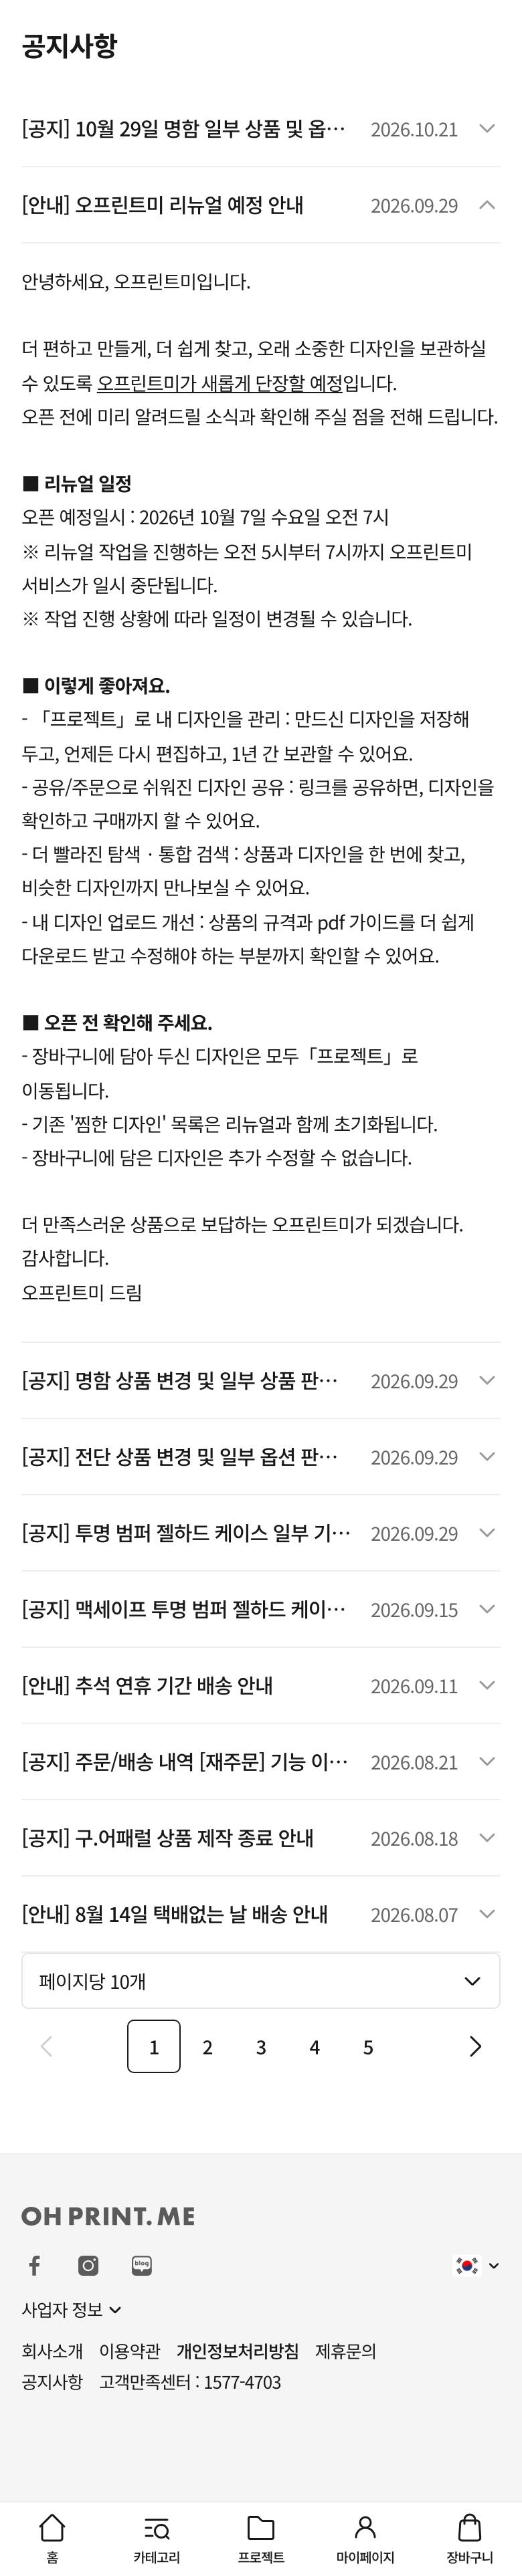 공지사항
[공지] 10월 29일 명함 일부 상품 및 옵··· 2026.10.21
[안내] 오프린트미 리뉴얼 예정 안내 2026.09.29
안녕하세요, 오프린트미입니다.
더 편하고 만들게, 더 쉽게 찾고, 오래 소중한 디자인을 보관하실
수 있도록 오프린트미가 새롭게 단장할 예정입니다.
오픈 전에 미리 알려드릴 소식과 확인해 주실 점을 전해 드립니다.
■ 리뉴얼 일정
오픈 예정일시 : 2026년 10월 7일 수요일 오전 7시
※ 리뉴얼 작업을 진행하는 오전 5시부터 7시까지 오프린트미
서비스가 일시 중단됩니다.
※ 작업 진행 상황에 따라 일정이 변경될 수 있습니다.
■ 이렇게 좋아져요.
- 「프로젝트」로 내 디자인을 관리 : 만드신 디자인을 저장해
두고, 언제든 다시 편집하고, 1년 간 보관할 수 있어요.
- 공유/주문으로 쉬워진 디자인 공유 : 링크를 공유하면, 디자인을
확인하고 구매까지 할 수 있어요.
- 더 빨라진 탐색 · 통합 검색 : 상품과 디자인을 한 번에 찾고,
비슷한 디자인까지 만나보실 수 있어요.
- 내 디자인 업로드 개선 : 상품의 규격과 pdf 가이드를 더 쉽게
다운로드 받고 수정해야 하는 부분까지 확인할 수 있어요.
■ 오픈 전 확인해 주세요.
- 장바구니에 담아 두신 디자인은 모두「프로젝트」로
이동됩니다.
- 기존 '찜한 디자인' 목록은 리뉴얼과 함께 초기화됩니다.
- 장바구니에 담은 디자인은 추가 수정할 수 없습니다.
더 만족스러운 상품으로 보답하는 오프린트미가 되겠습니다.
감사합니다.
오프린트미 드림
[공지] 명함 상품 변경 및 일부 상품 판··· 2026.09.29
[공지] 전단 상품 변경 및 일부 옵션 판··· 2026.09.29
[공지] 투명 범퍼 젤하드 케이스 일부 기··· 2026.09.29
[공지] 맥세이프 투명 범퍼 젤하드 케이··· 2026.09.15
[안내] 추석 연휴 기간 배송 안내 2026.09.11
[공지] 주문/배송 내역 [재주문] 기능 이··· 2026.08.21
[공지] 구.어패럴 상품 제작 종료 안내 2026.08.18
[안내] 8월 14일 택배없는 날 배송 안내 2026.08.07
페이지당 10개
1 2 3 4 5
OH PRINT. ME
blog
사업자 정보
회사소개 이용약관 개인정보처리방침 제휴문의
공지사항 고객만족센터 : 1577-4703
홈 카테고리 프로젝트 마이페이지 장바구니